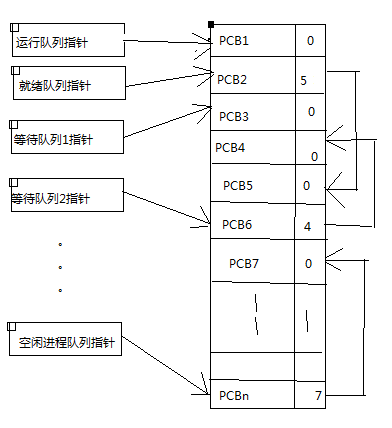 运行队列指针
就绪队列指针
等待队列1指针
等待队列2指针
空闲进程队列指针
PCB1 0
PCB2 5
PCB3 0
PCB4 0
PCB5 0
PCB6 4
PCB7 0
PCBn 7